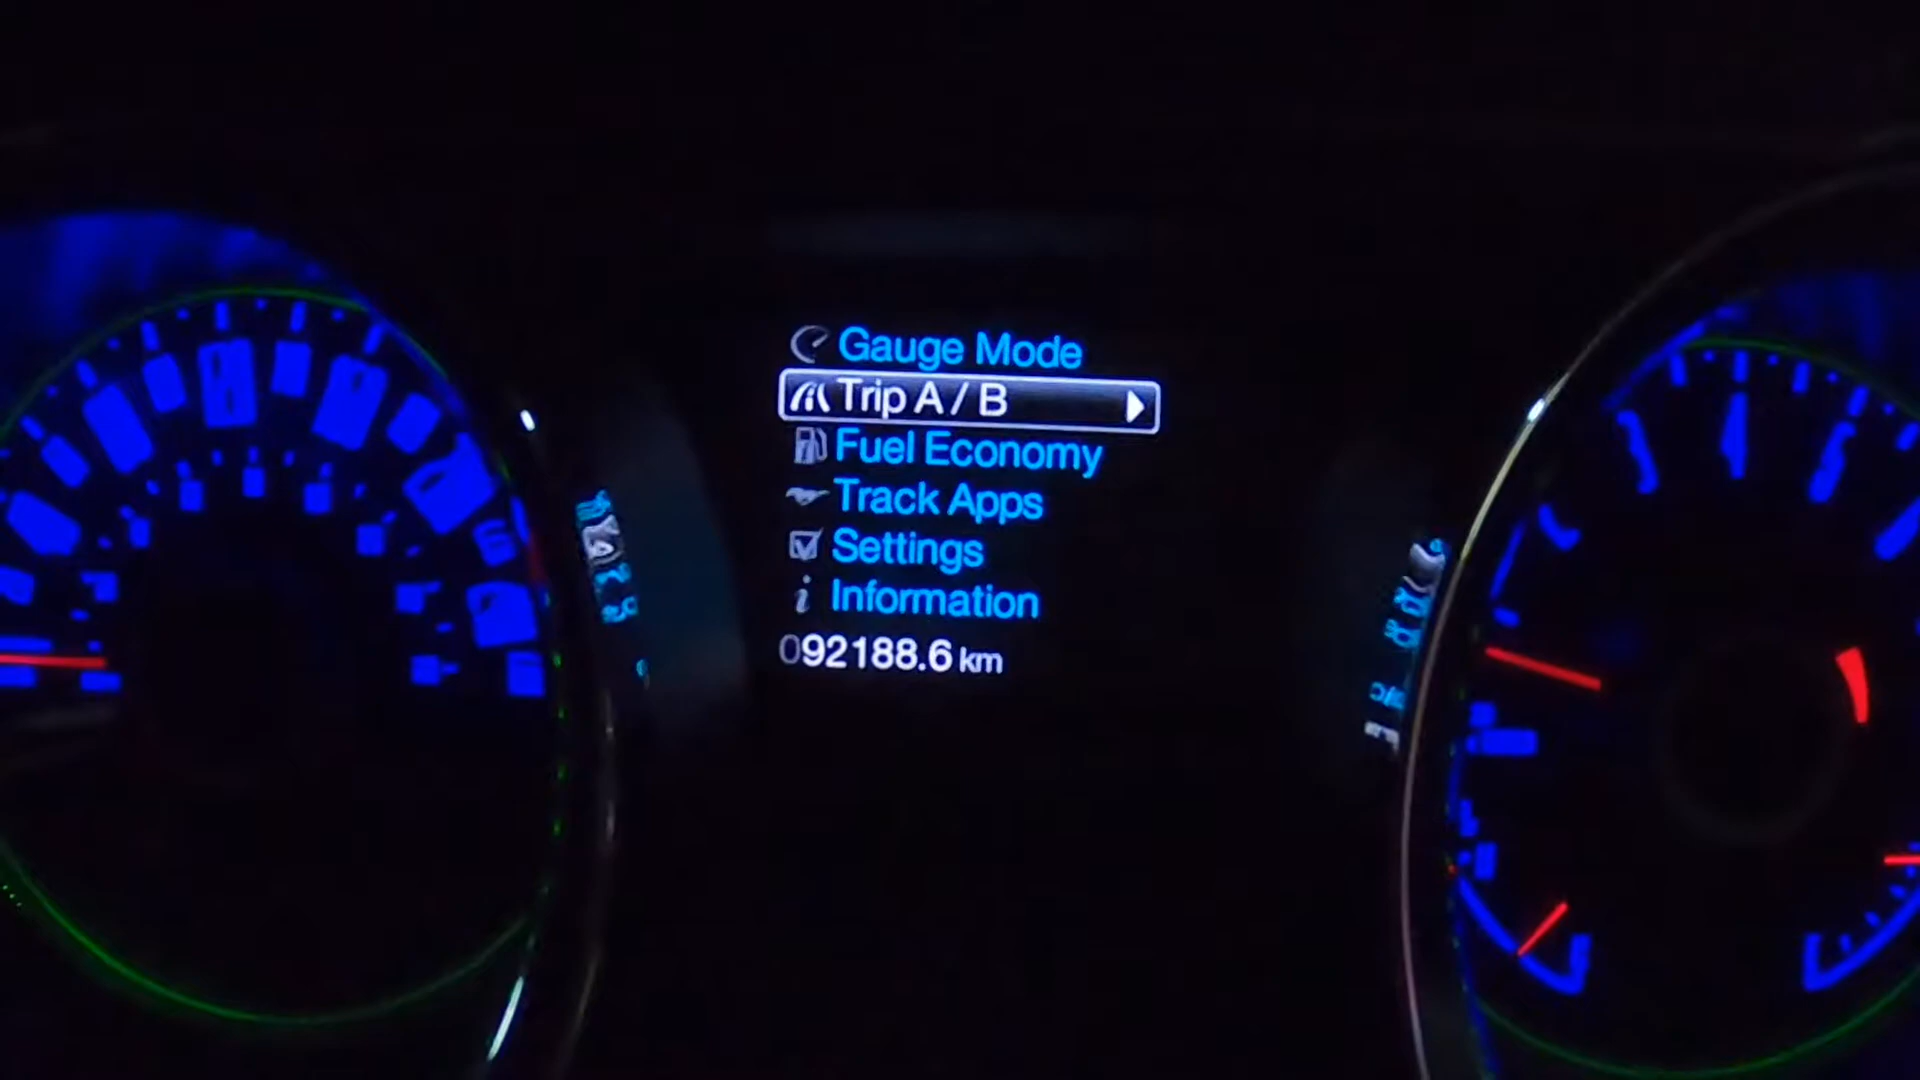 Gauge Mode
Trip A / B
Fuel Economy
Track Apps
Settings
i Information
092188.6 km